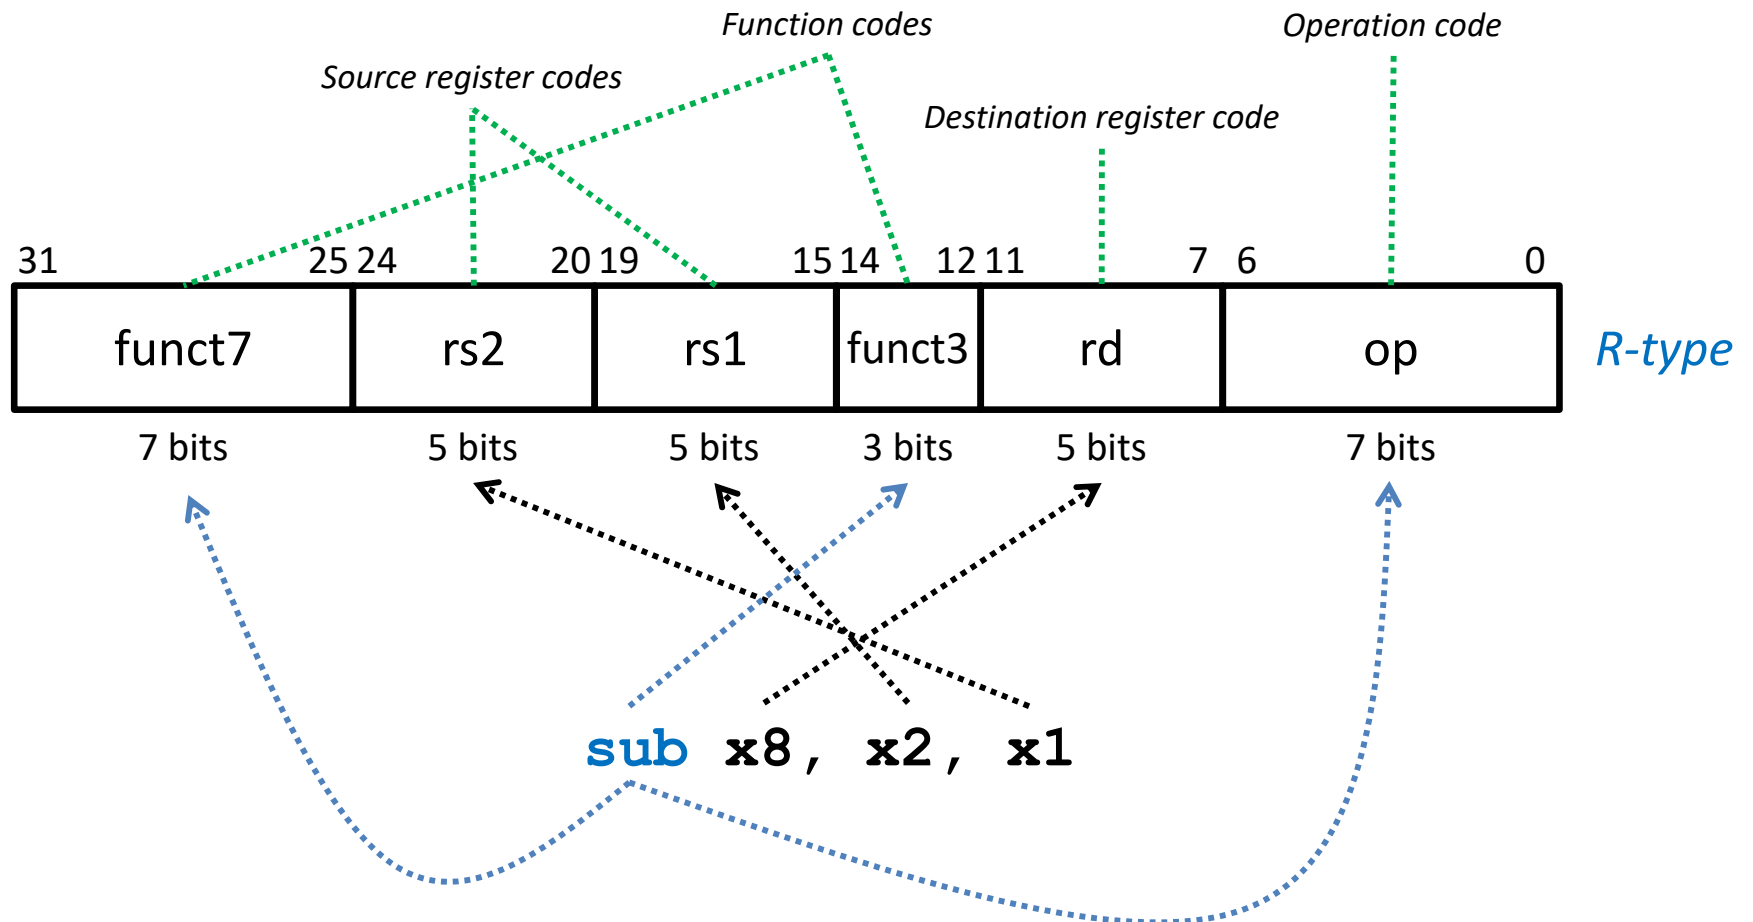 Function codes
Operation code
Source register codes
Destination register code
31 25 24 20 19 15 14 12 11 7 6 0
funct7 rs2 rs1 funct3 rd op R-type
7 bits 5 bits 5 bits 3 bits 5 bits 7 bits
sub x8, x2, x1